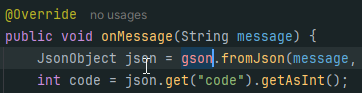 @Override no usages
public void onMessage(String message) {
JsonObject json = gson.fromJson(message,
int code = json.get("code").getAsInt();